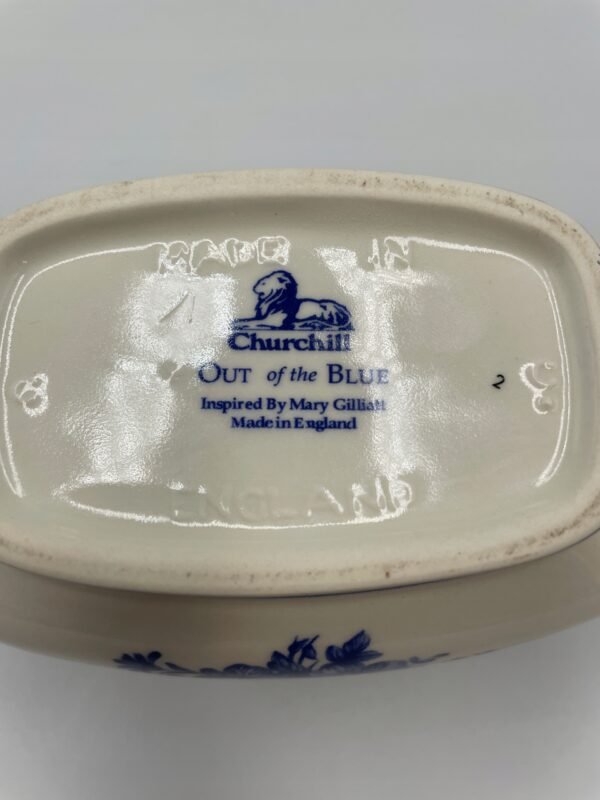 MADE IN
Churchill
OUT of the BLUE
Inspired By Mary Gilliatt
Made in England
2
ENGLAND